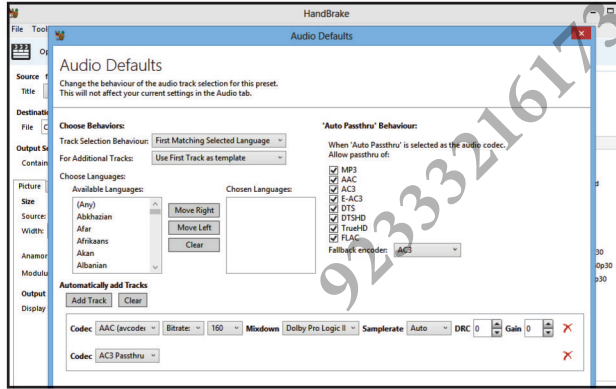 HandBrake
File Tool
Audio Defaults
Op
Audio Defaults
Source f
Change the behaviour of the audio track selection for this preset.
This will not affect your current settings in the Audio tab.
Title
Destinatio
File C
Choose Behaviors:
'Auto Passthru' Behaviour:
Track Selection Behaviour: First Matching Selected Language
When 'Auto Passthru' is selected as the audio codec.
Allow passthru of:
Output Se
For Additional Tracks: Use First Track as template
Contain
Choose Languages:
Available Languages:
Chosen Languages:
MP3
AAC
AC3
E-AC3
DTS
DTSHD
TrueHD
FLAC
Picture
Size
Source:
Width:
(Any)
Abkhazian
Afar
Afrikaans
Akan
Albanian
Move Right
Move Left
Clear
Fallback encoder: AC3
Anamor
Modulu
30
0p30
p30
Output
Display
Automatically add Tracks
Add Track Clear
Codec AAC (avcode Bitrate: 160 Mixdown Dolby Pro Logic II Samplerate Auto DRC 0 Gain 0
Codec AC3 Passthru
923332216173